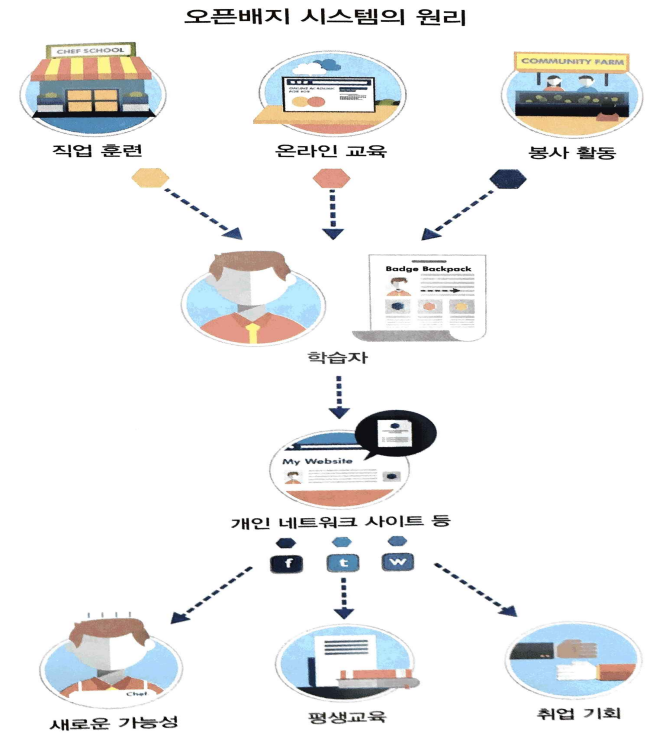 오픈배지 시스템의 원리
CHEF SCHOOL
COMMUNITY FARM
ONLINE ACADEMY
직업 훈련
온라인 교육
봉사 활동
Badge Backpack
학습자
My Website
개인 네트워크 사이트 등
f
t
w
Chef
새로운 가능성
평생교육
취업 기회